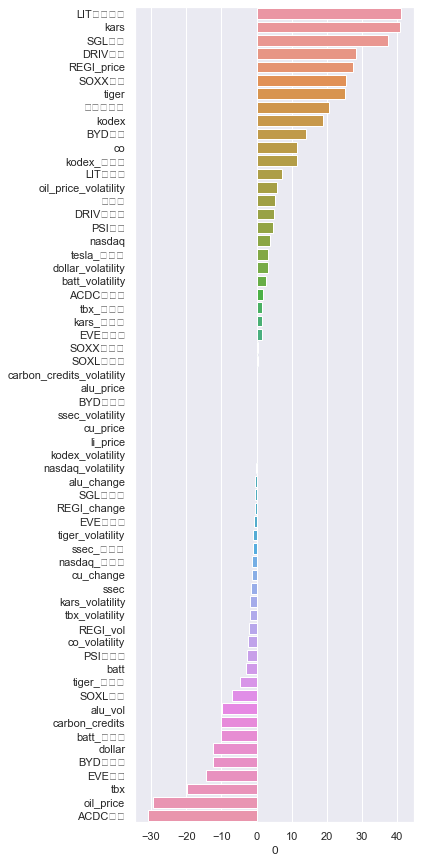 LIT□□□□
kars
SGL□□
DRIV□□
REGI_price
SOXX□□
tiger
□□□□□
kodex
BYD□□
co
kodex_□□□
LIT□□□
oil_price_volatility
□□□
DRIV□□□
PSI□□
nasdaq
tesla_□□□
dollar_volatility
batt_volatility
ACDC□□□
tbx_□□□
kars_□□□
EVE□□□
SOXX□□□
SOXL□□□
carbon_credits_volatility
alu_price
BYD□□□
ssec_volatility
cu_price
li_price
kodex_volatility
nasdaq_volatility
alu_change
SGL□□□
REGI_change
EVE□□□
tiger_volatility
ssec_□□□
nasdaq_□□□
cu_change
ssec
kars_volatility
tbx_volatility
REGI_vol
co_volatility
PSI□□□
batt
tiger_□□□
SOXL□□
alu_vol
carbon_credits
batt_□□□
dollar
BYD□□□
EVE□□
tbx
oil_price
ACDC□□
−30 −20 −10 0 10 20 30 40
0